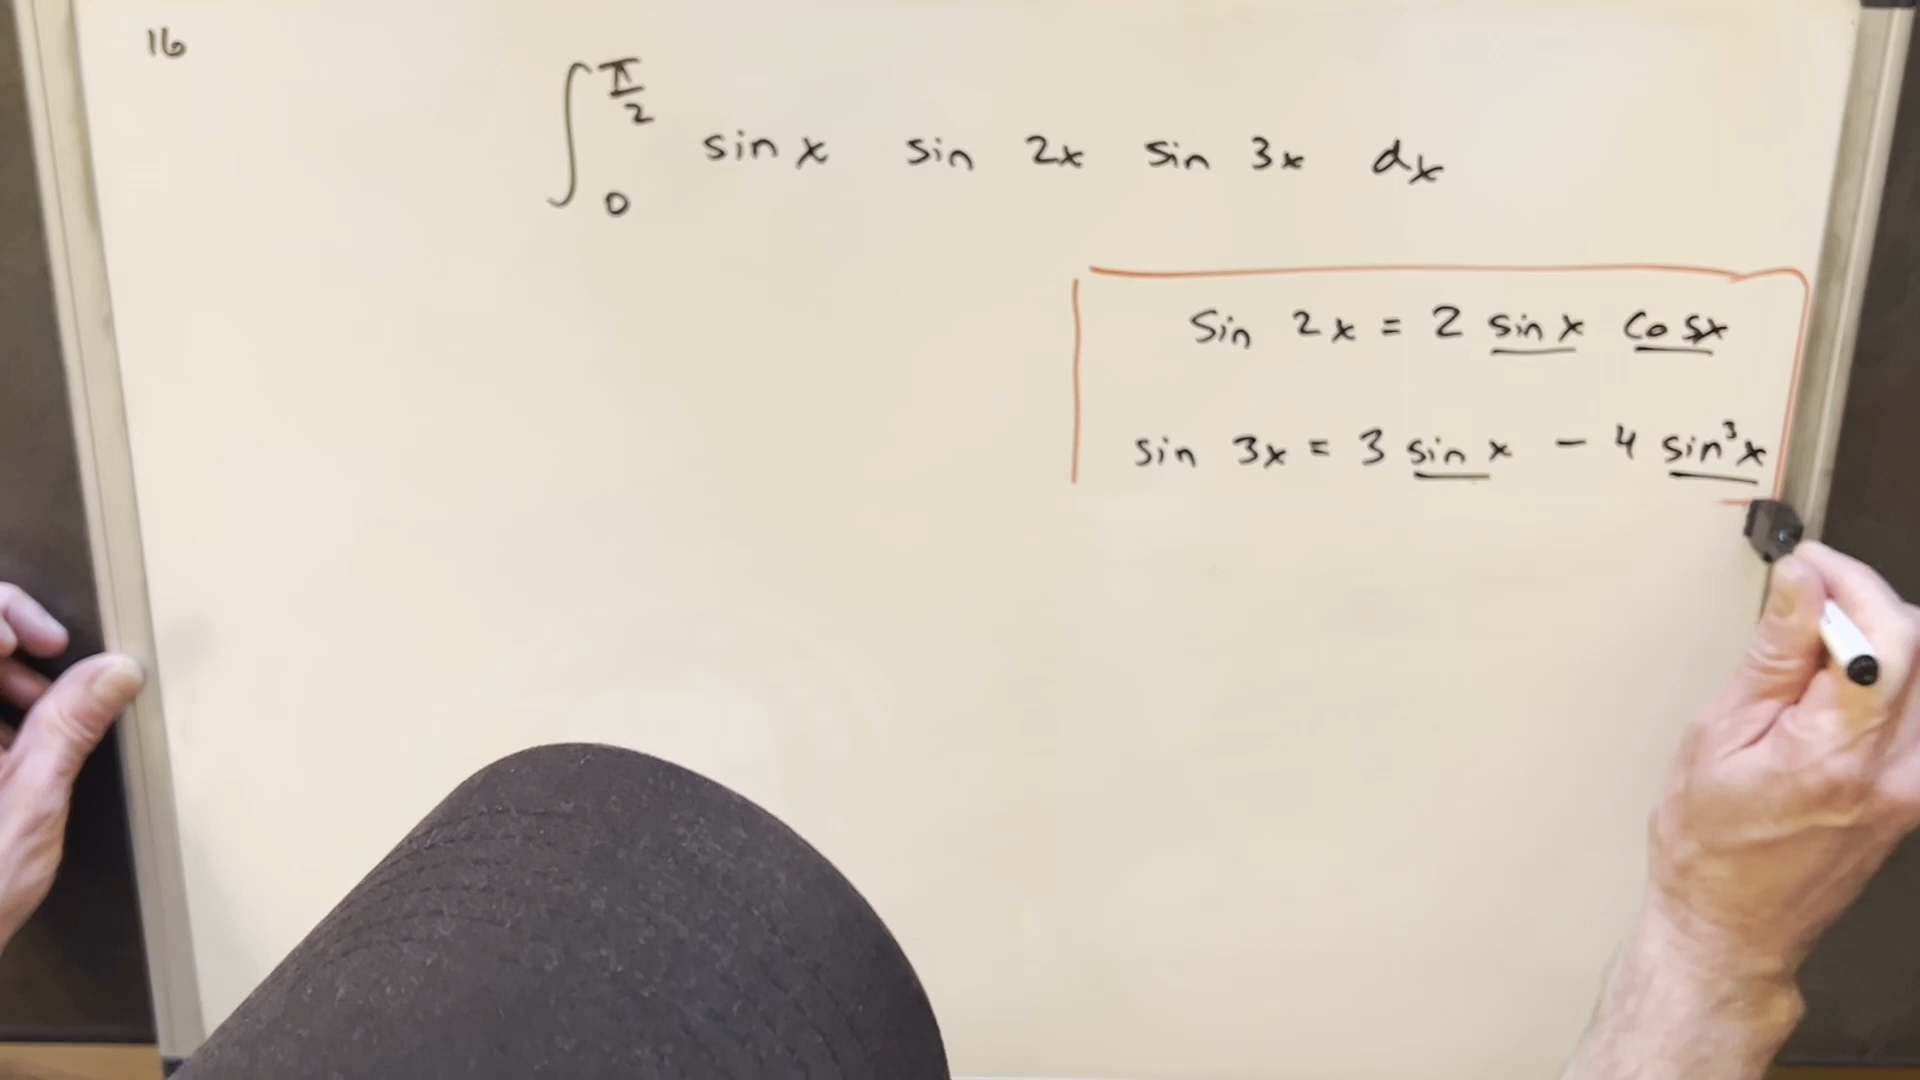 16
∫₀^(π/2) sin x sin 2x sin 3x dx
Sin 2x = 2 sin x cos x
sin 3x = 3 sin x - 4 sin³x